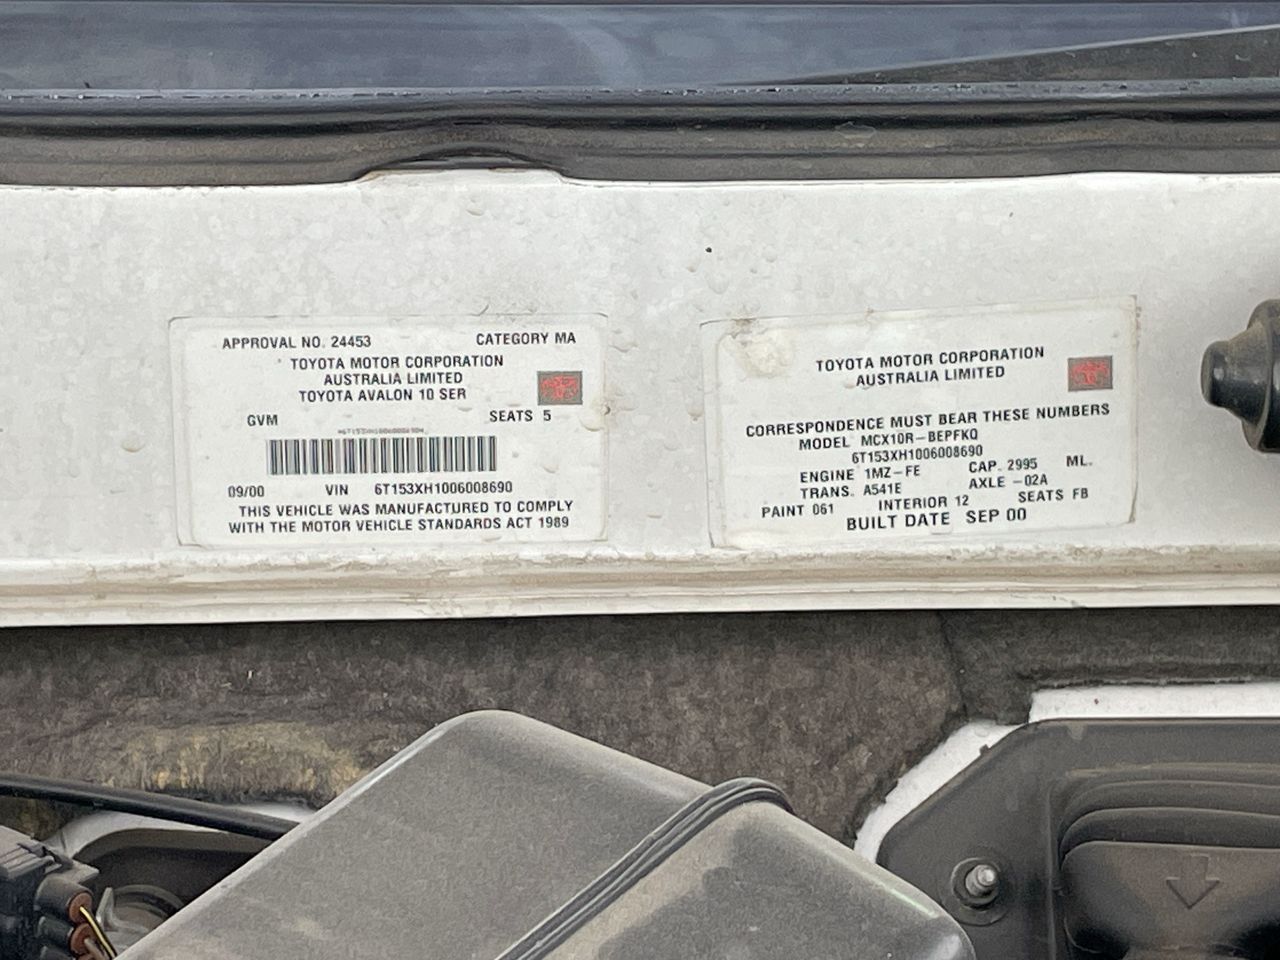 APPROVAL NO. 24453 CATEGORY MA
TOYOTA MOTOR CORPORATION
AUSTRALIA LIMITED
TOYOTA AVALON 10 SER
GVM SEATS 5
09/00 VIN 6T153XH1006008690
THIS VEHICLE WAS MANUFACTURED TO COMPLY
WITH THE MOTOR VEHICLE STANDARDS ACT 1989
TOYOTA MOTOR CORPORATION
AUSTRALIA LIMITED
CORRESPONDENCE MUST BEAR THESE NUMBERS
MODEL MCX10R-BEPFKQ
6T153XH1006008690
ENGINE 1MZ-FE CAP. 2995 ML.
TRANS. A541E AXLE -02A
PAINT 061 INTERIOR 12 SEATS FB
BUILT DATE SEP 00